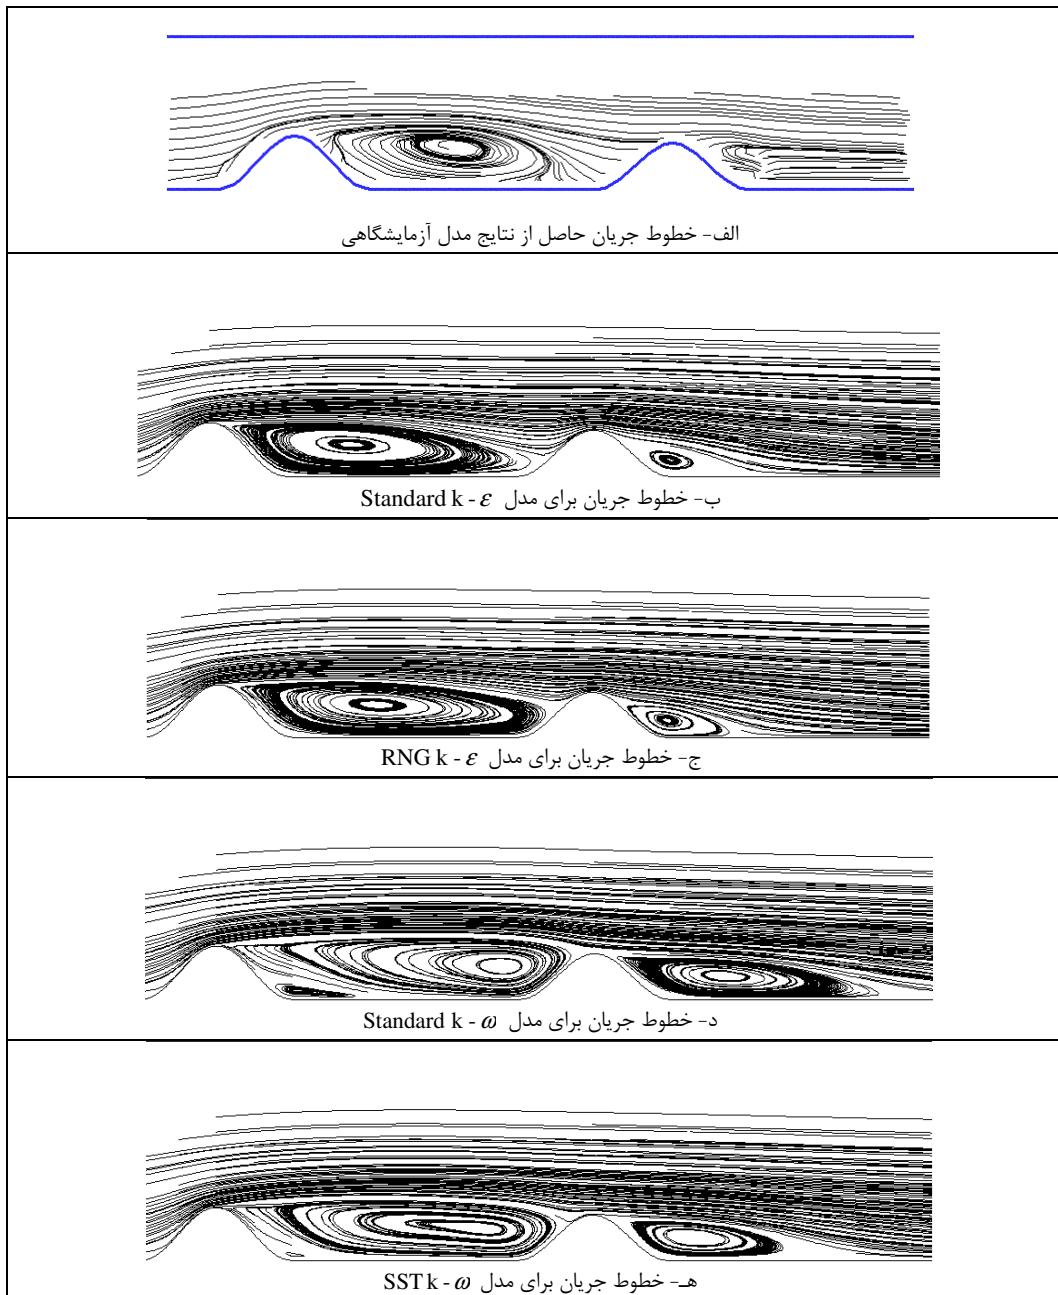 الف- خطوط جریان حاصل از نتایج مدل آزمایشگاهی
ب- خطوط جریان برای مدل Standard k - ε
ج- خطوط جریان برای مدل RNG k - ε
د- خطوط جریان برای مدل Standard k - ω
هـ- خطوط جریان برای مدل SST k - ω